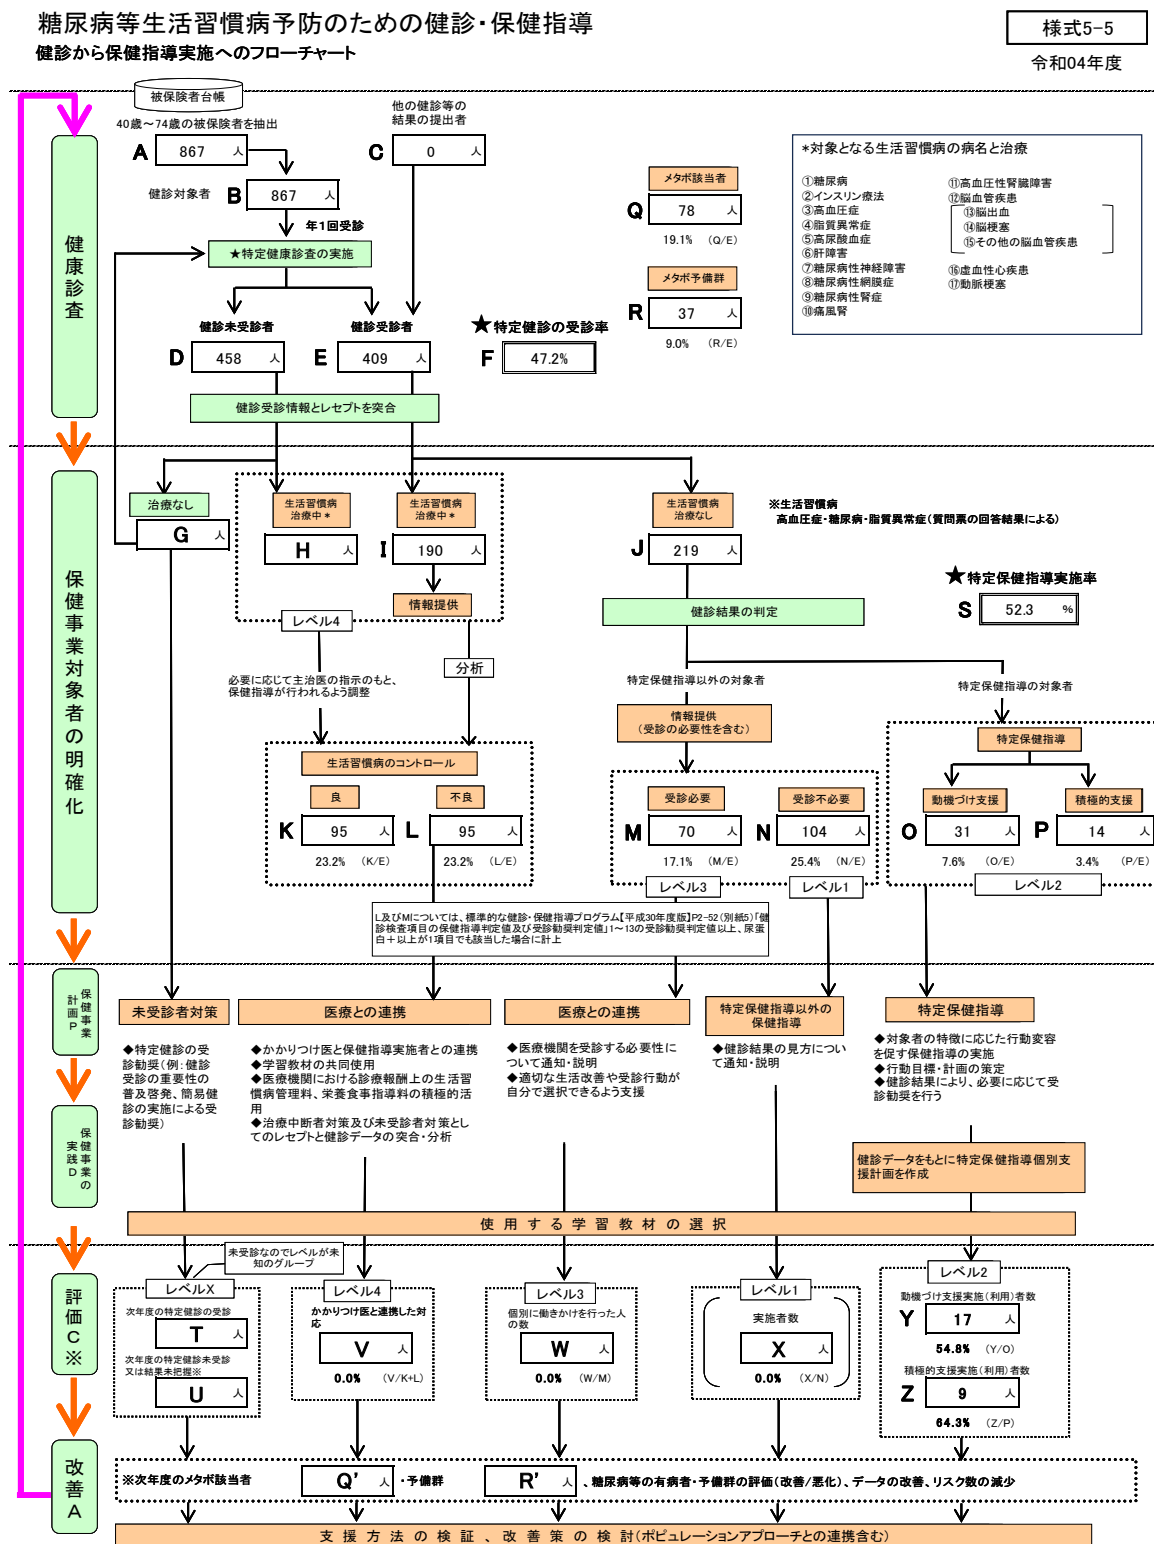 糖尿病等生活習慣病予防のための健診・保健指導
様式5-5
健診から保健指導実施へのフローチャート
令和04年度
被保険者台帳
40歳～74歳の被保険者を抽出
他の健診等の
結果の提出者
A 867 人
C 0 人
健診対象者 B 867 人
年1回受診
★特定健康診査の実施
健康診査
メタボ該当者
Q 78 人
19.1% (Q/E)
メタボ予備群
R 37 人
9.0% (R/E)
*対象となる生活習慣病の病名と治療
①糖尿病
②インスリン療法
③高血圧症
④脂質異常症
⑤高尿酸血症
⑥肝障害
⑦糖尿病性神経障害
⑧糖尿病性網膜症
⑨糖尿病性腎症
⑩痛風腎
⑪高血圧性腎臓障害
⑫脳血管疾患
⑬脳出血
⑭脳梗塞
⑮その他の脳血管疾患
⑯虚血性心疾患
⑰動脈梗塞
健診未受診者
D 458 人
健診受診者
E 409 人
★特定健診の受診率
F 47.2%
健診受診情報とレセプトを突合
保健事業対象者の明確化
治療なし
G 人
生活習慣病
治療中*
H 人
生活習慣病
治療中*
I 190 人
情報提供
レベル4
生活習慣病
治療なし
J 219 人
※生活習慣病
高血圧症・糖尿病・脂質異常症(質問票の回答結果による)
★特定保健指導実施率
S 52.3 %
健診結果の判定
必要に応じて主治医の指示のもと、
保健指導が行われるよう調整
分析
特定保健指導以外の対象者
特定保健指導の対象者
情報提供
(受診の必要性を含む)
特定保健指導
生活習慣病のコントロール
良
K 95 人
23.2% (K/E)
不良
L 95 人
23.2% (L/E)
受診必要
M 70 人
17.1% (M/E)
受診不必要
N 104 人
25.4% (N/E)
動機づけ支援
O 31 人
7.6% (O/E)
積極的支援
P 14 人
3.4% (P/E)
レベル3
レベル1
レベル2
L及びMについては、標準的な健診・保健指導プログラム【平成30年度版】P2-52(別紙5)「健
診検査項目の保健指導判定値及び受診勧奨判定値」1～13の受診勧奨判定値以上、尿蛋
白+以上が1項目でも該当した場合に計上
保健事業
計画P
保健事業の
実践D
未受診者対策
◆特定健診の受
診勧奨(例：健診
受診の重要性の
普及啓発、簡易健
診の実施による受
診勧奨)
医療との連携
◆かかりつけ医と保健指導実施者との連携
◆学習教材の共同使用
◆医療機関における診療報酬上の生活習
慣病管理料、栄養食事指導料の積極的活
用
◆治療中断者対策及び未受診者対策とし
てのレセプトと健診データの突合・分析
医療との連携
◆医療機関を受診する必要性に
ついて通知・説明
◆適切な生活改善や受診行動が
自分で選択できるよう支援
特定保健指導以外の
保健指導
◆健診結果の見方につい
て通知・説明
特定保健指導
◆対象者の特徴に応じた行動変容
を促す保健指導の実施
◆行動目標・計画の策定
◆健診結果により、必要に応じて受
診勧奨を行う
健診データをもとに特定保健指導個別支
援計画を作成
使用する学習教材の選択
評価C※
未受診なのでレベルが未
知のグループ
レベルX
次年度の特定健診の受診
T 人
次年度の特定健診未受診
又は結果未把握※
U 人
レベル4
かかりつけ医と連携した対
応
V 人
0.0% (V/K+L)
レベル3
個別に働きかけを行った人
の数
W 人
0.0% (W/M)
レベル1
実施者数
X 人
0.0% (X/N)
レベル2
動機づけ支援実施(利用)者数
Y 17 人
54.8% (Y/O)
積極的支援実施(利用)者数
Z 9 人
64.3% (Z/P)
改善A
※次年度のメタボ該当者 Q' 人 ・予備群 R' 人 、糖尿病等の有病者・予備群の評価(改善/悪化)、データの改善、リスク数の減少
支援方法の検証、改善策の検討(ポピュレーションアプローチとの連携含む)